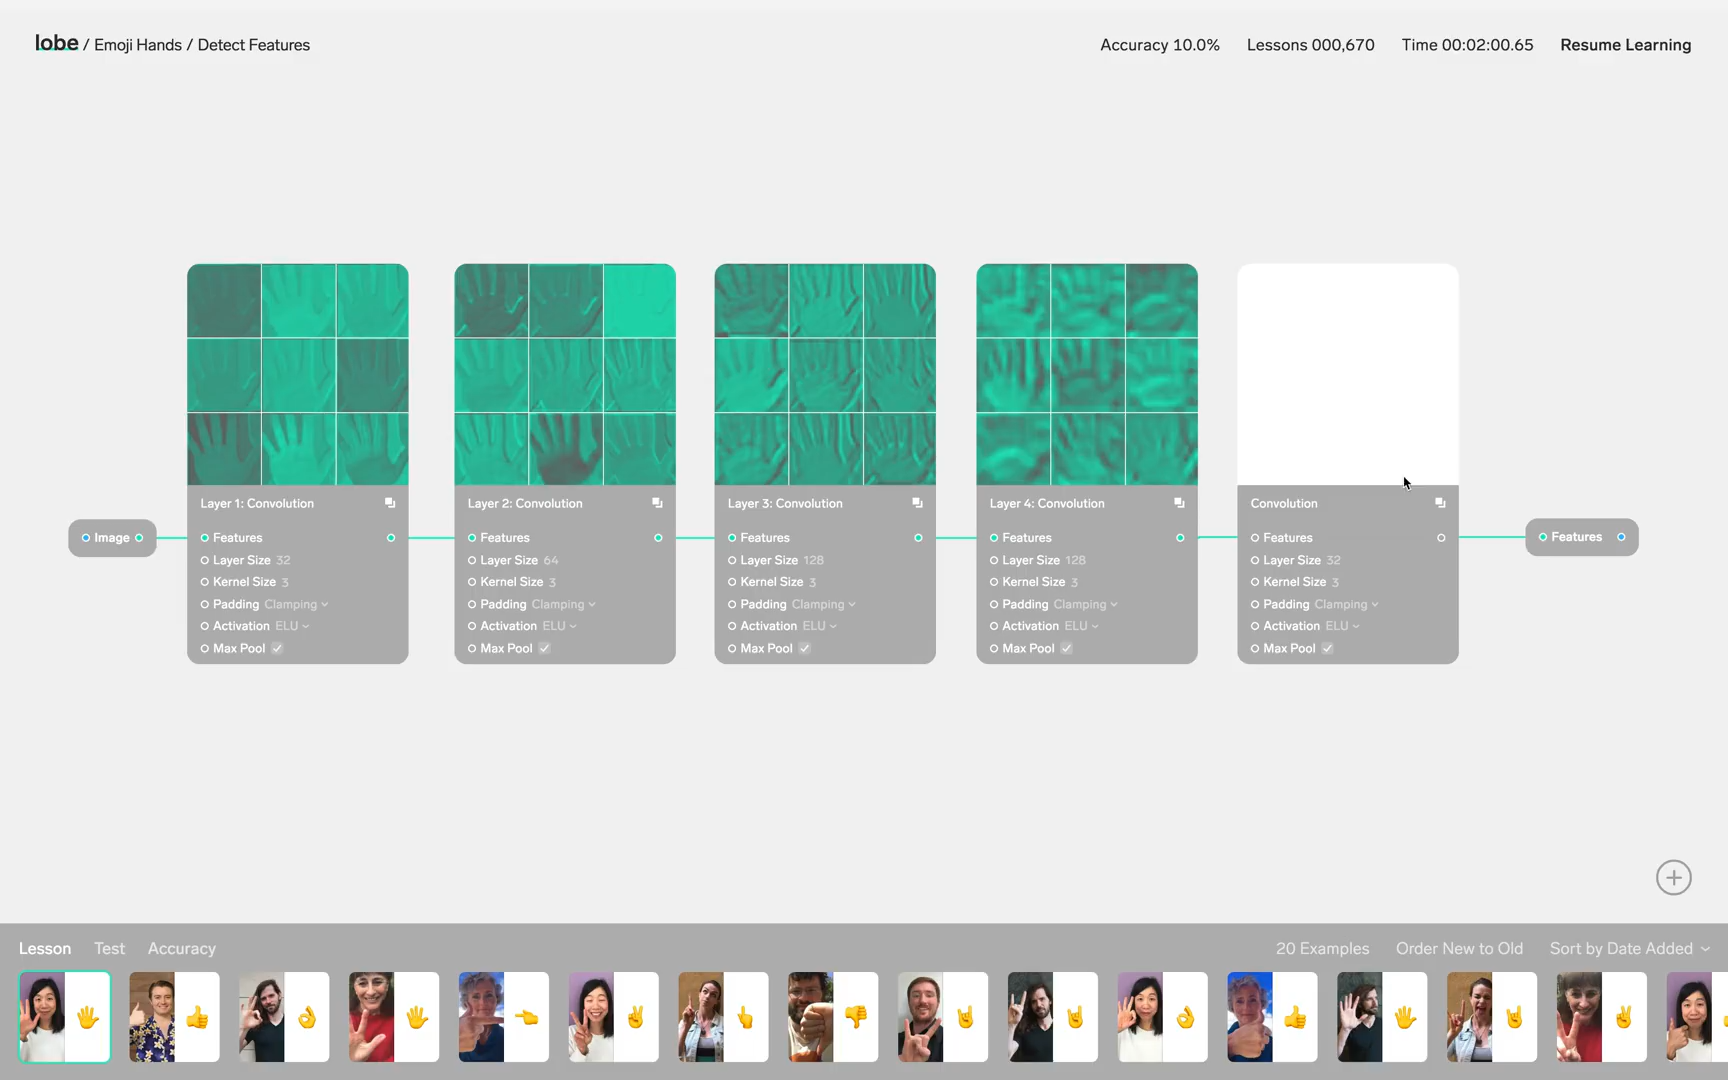 lobe / Emoji Hands / Detect Features
Accuracy 10.0% Lessons 000,670 Time 00:02:00.65 Resume Learning
Image
Layer 1: Convolution
Features
Layer Size 32
Kernel Size 3
Padding Clamping
Activation ELU
Max Pool
Layer 2: Convolution
Features
Layer Size 64
Kernel Size 3
Padding Clamping
Activation ELU
Max Pool
Layer 3: Convolution
Features
Layer Size 128
Kernel Size 3
Padding Clamping
Activation ELU
Max Pool
Layer 4: Convolution
Features
Layer Size 128
Kernel Size 3
Padding Clamping
Activation ELU
Max Pool
Convolution
Features
Layer Size 32
Kernel Size 3
Padding Clamping
Activation ELU
Max Pool
Features
Lesson Test Accuracy
20 Examples Order New to Old Sort by Date Added